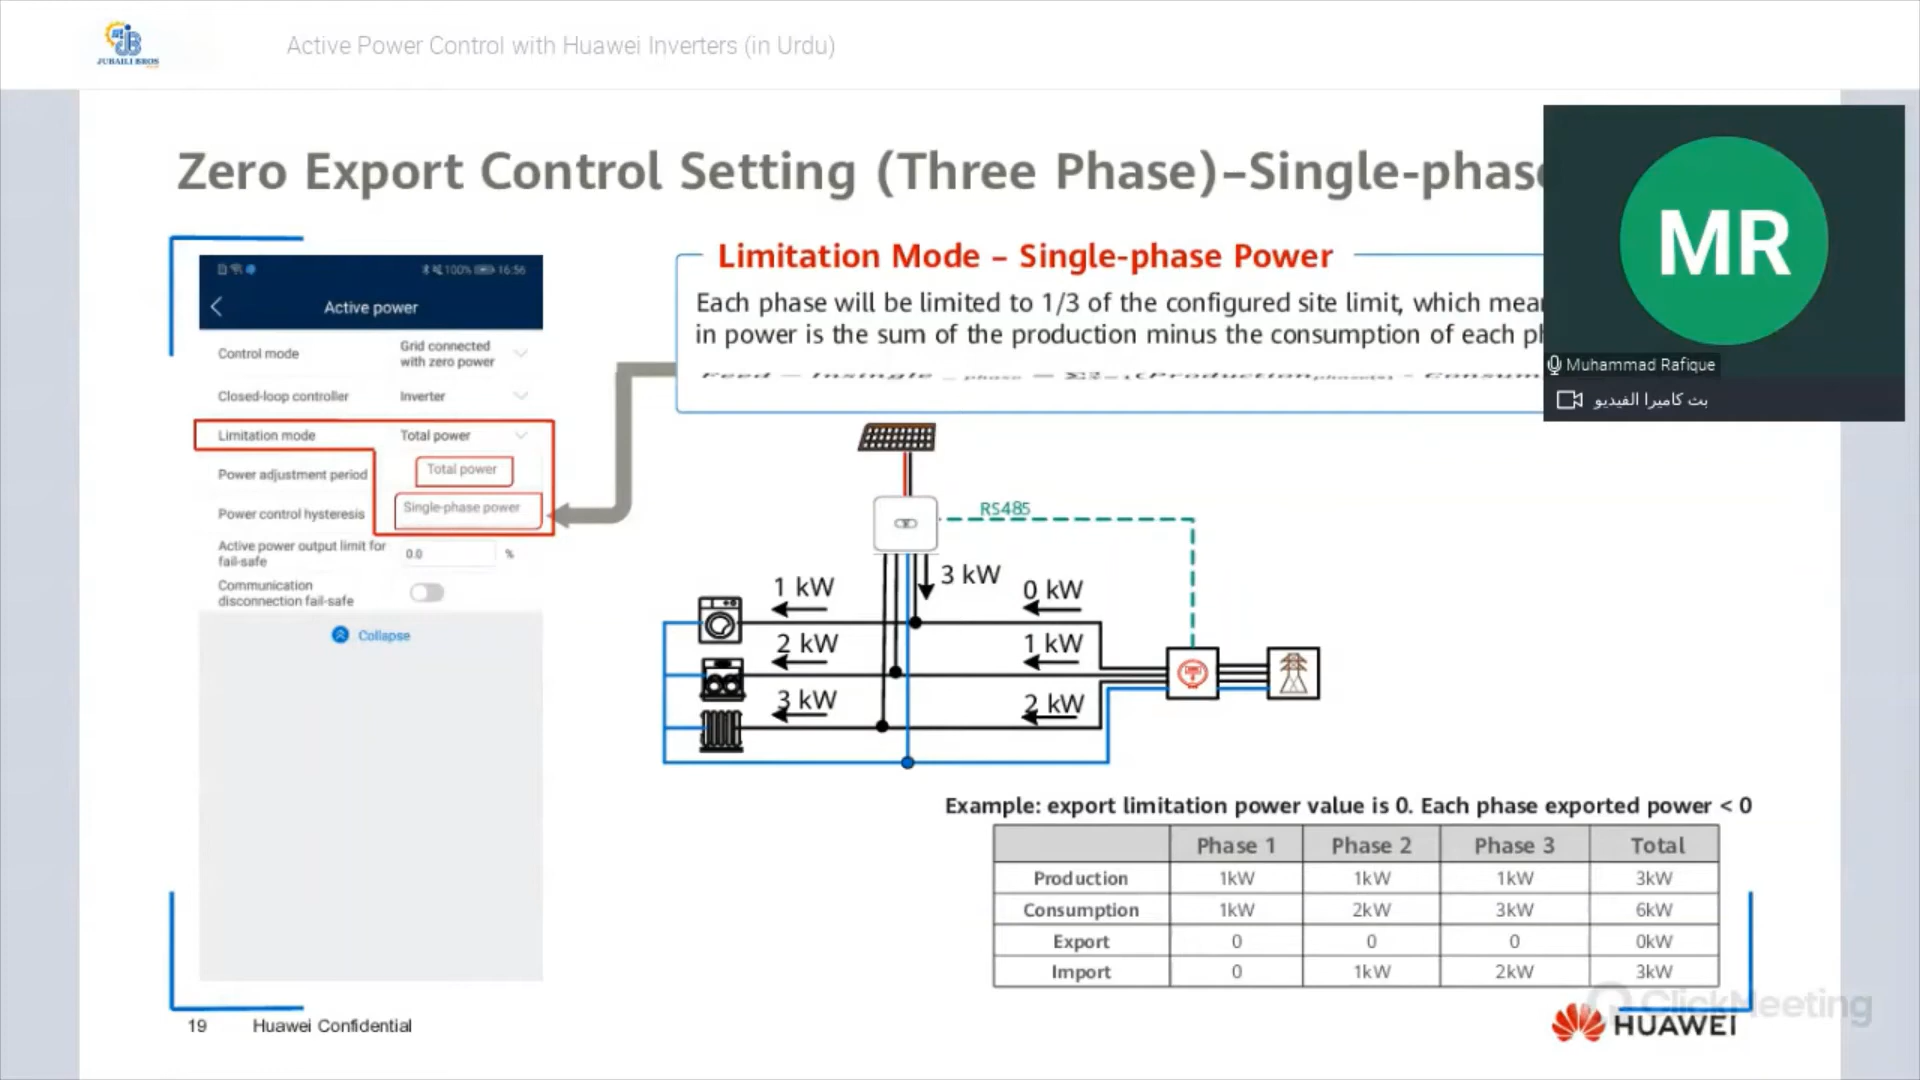 JUBAILI BROS
Active Power Control with Huawei Inverters (in Urdu)
Zero Export Control Setting (Three Phase)–Single-phase
MR
Muhammad Rafique
بث كاميرا الفيديو
100% 16:56
Active power
Control mode
Grid connected
with zero power
Closed-loop controller
Inverter
Limitation mode
Total power
Total power
Power adjustment period
Single-phase power
Power control hysteresis
Active power output limit for
fail-safe
0.0 %
Communication
disconnection fail-safe
Collapse
Limitation Mode – Single-phase Power
Each phase will be limited to 1/3 of the configured site limit, which
in power is the sum of the production minus the consumption of each
RS485
3 kW
1 kW
0 kW
2 kW
1 kW
3 kW
2 kW
Example: export limitation power value is 0. Each phase exported power < 0
Phase 1 Phase 2 Phase 3 Total
Production 1kW 1kW 1kW 3kW
Consumption 1kW 2kW 3kW 6kW
Export 0 0 0 0kW
Import 0 1kW 2kW 3kW
19 Huawei Confidential
ClickMeeting
HUAWEI